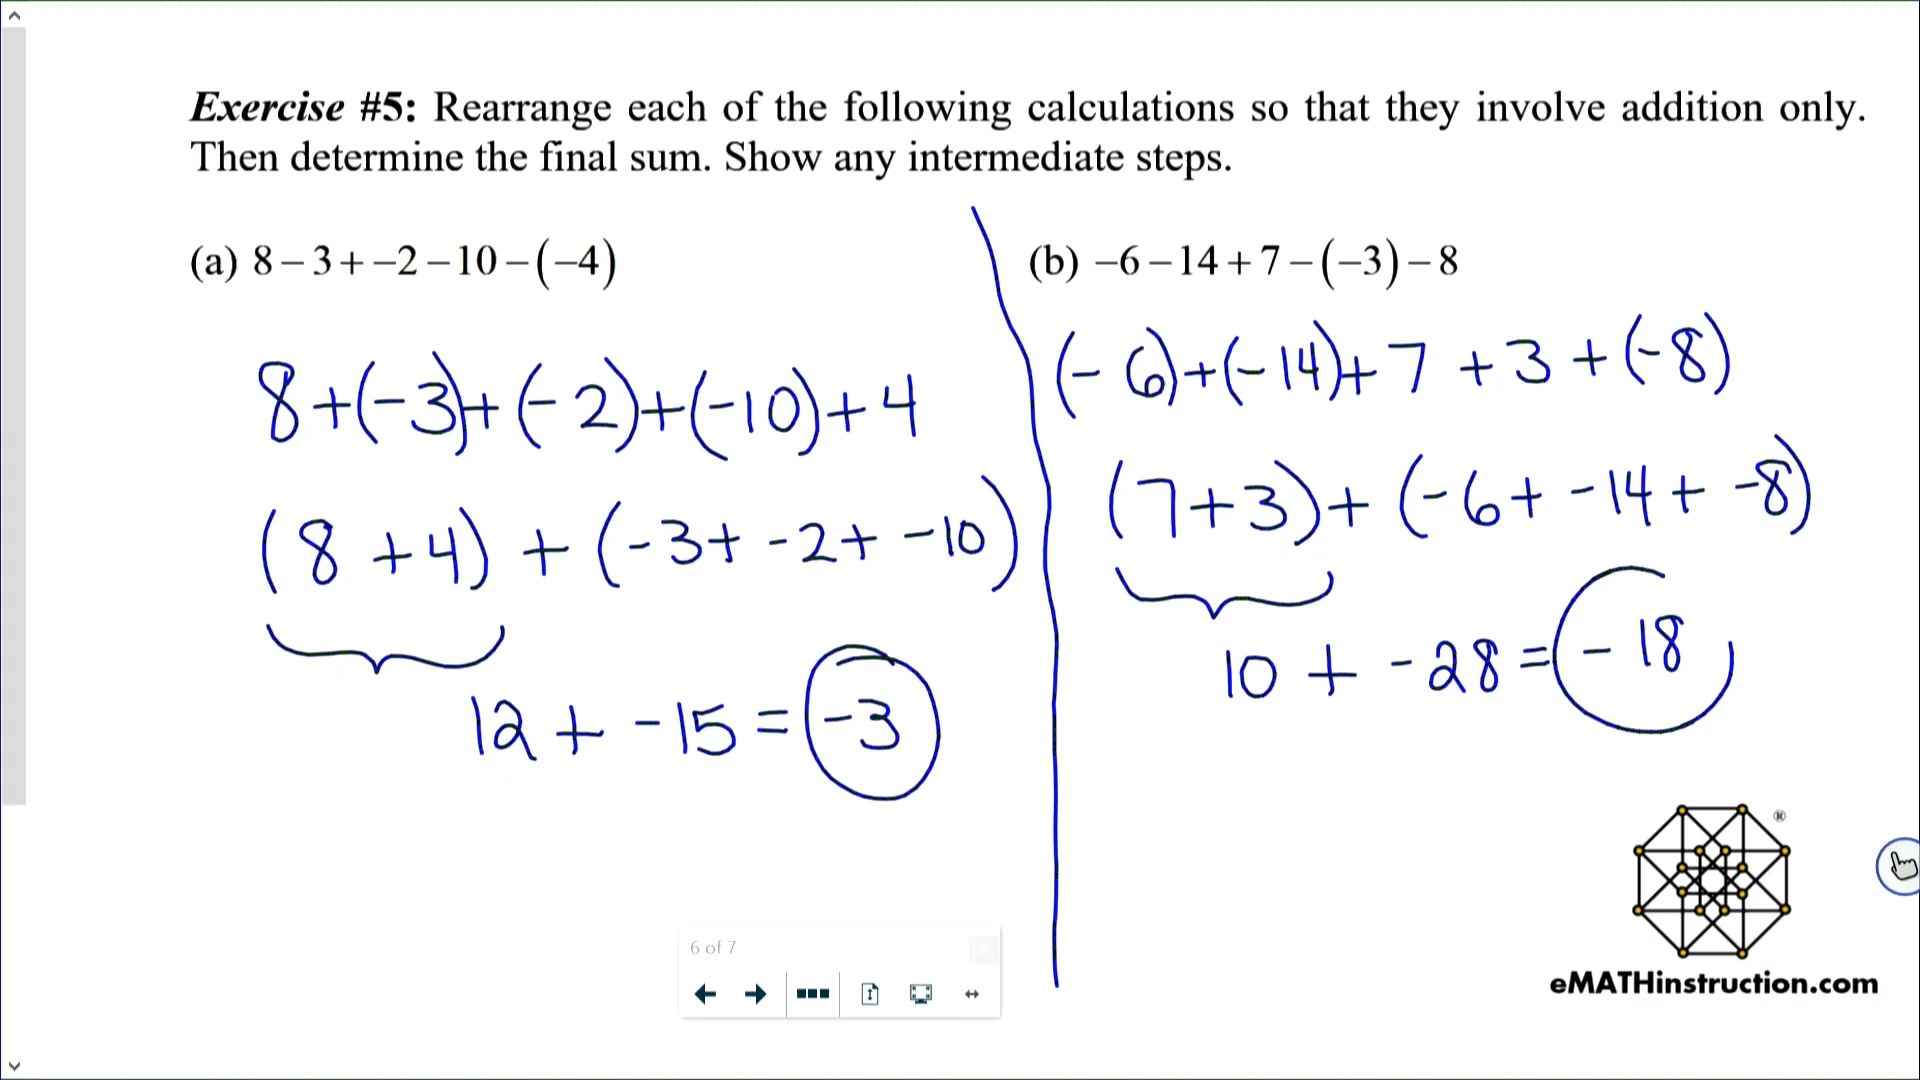 Exercise #5: Rearrange each of the following calculations so that they involve addition only.
Then determine the final sum. Show any intermediate steps.
(a) 8 – 3 + –2 – 10 – (–4)
8 + (-3) + (-2) + (-10) + 4
(8 + 4) + (-3 + -2 + -10)
12 + -15 = -3
(b) –6 – 14 + 7 – (–3) – 8
(-6) + (-14) + 7 + 3 + (-8)
(7 + 3) + (-6 + -14 + -8)
10 + -28 = -18
®
eMATHinstruction.com
6 of 7